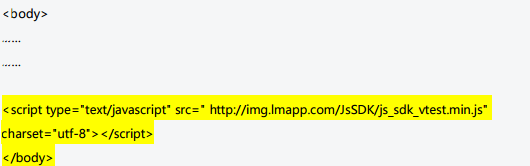 <body>
……
……
<script type="text/javascript" src=" http://img.lmapp.com/JsSDK/js_sdk_vtest.min.js"
charset="utf-8"></script>
</body>